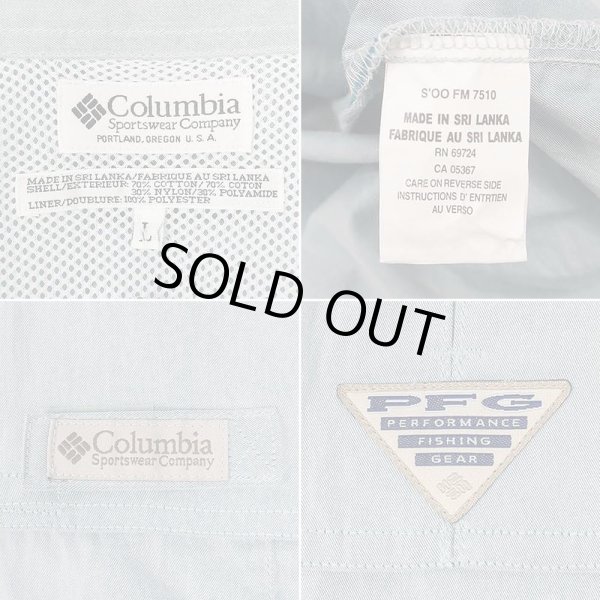 Columbia
Sportswear Company
PORTLAND, OREGON U.S.A.
MADE IN SRI LANKA/FABRIQUE AU SRI LANKA
SHELL/EXTERIEUR: 70% COTTON/70% COTON
30% NYLON/30% POLYAMIDE
LINER/DOUBLURE: 100% POLYESTER
L
S'OO FM 7510
MADE IN SRI LANKA
FABRIQUE AU SRI LANKA
RN 69724
CA 05367
CARE ON REVERSE SIDE
INSTRUCTIONS D' ENTRETIEN
AU VERSO
SOLD OUT
Columbia
Sportswear Company
PFG
PERFORMANCE
FISHING
GEAR